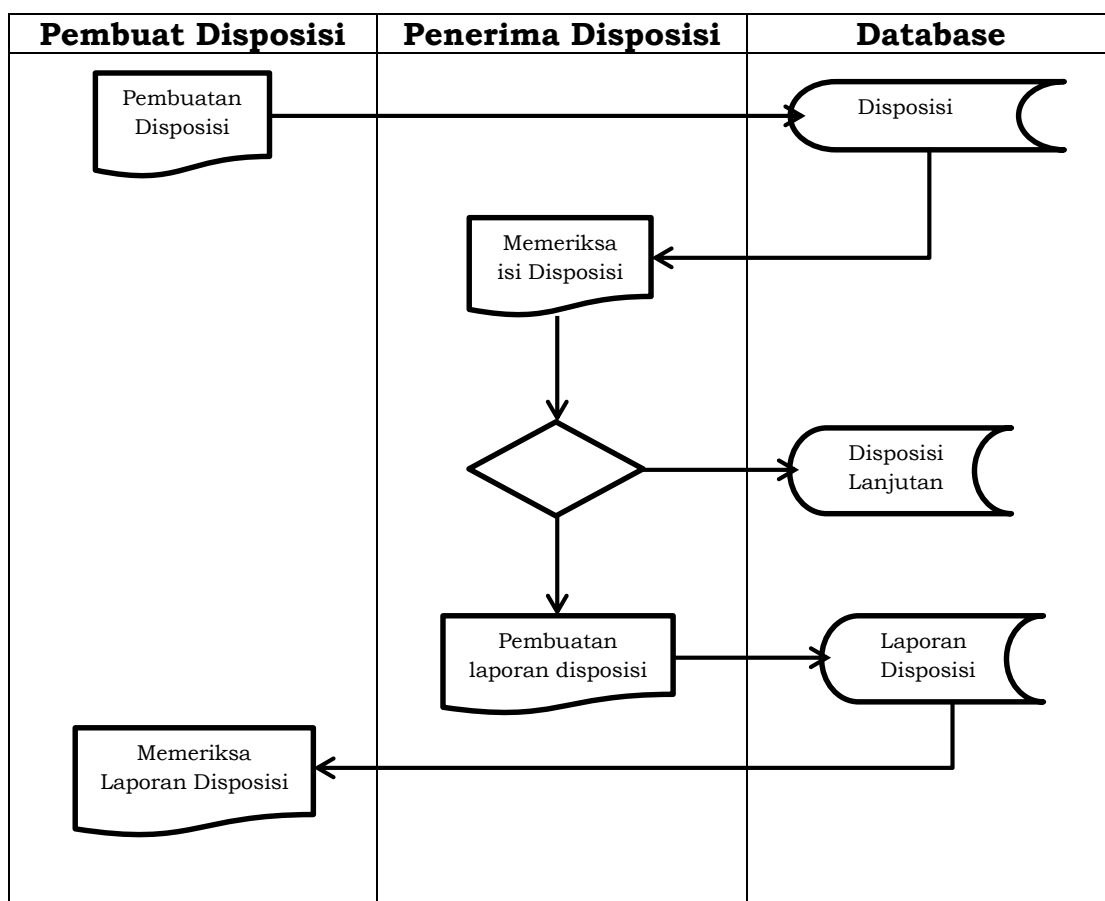 Pembuat Disposisi
Penerima Disposisi
Database
Pembuatan
Disposisi
Disposisi
Memeriksa
isi Disposisi
Disposisi
Lanjutan
Pembuatan
laporan disposisi
Laporan
Disposisi
Memeriksa
Laporan Disposisi